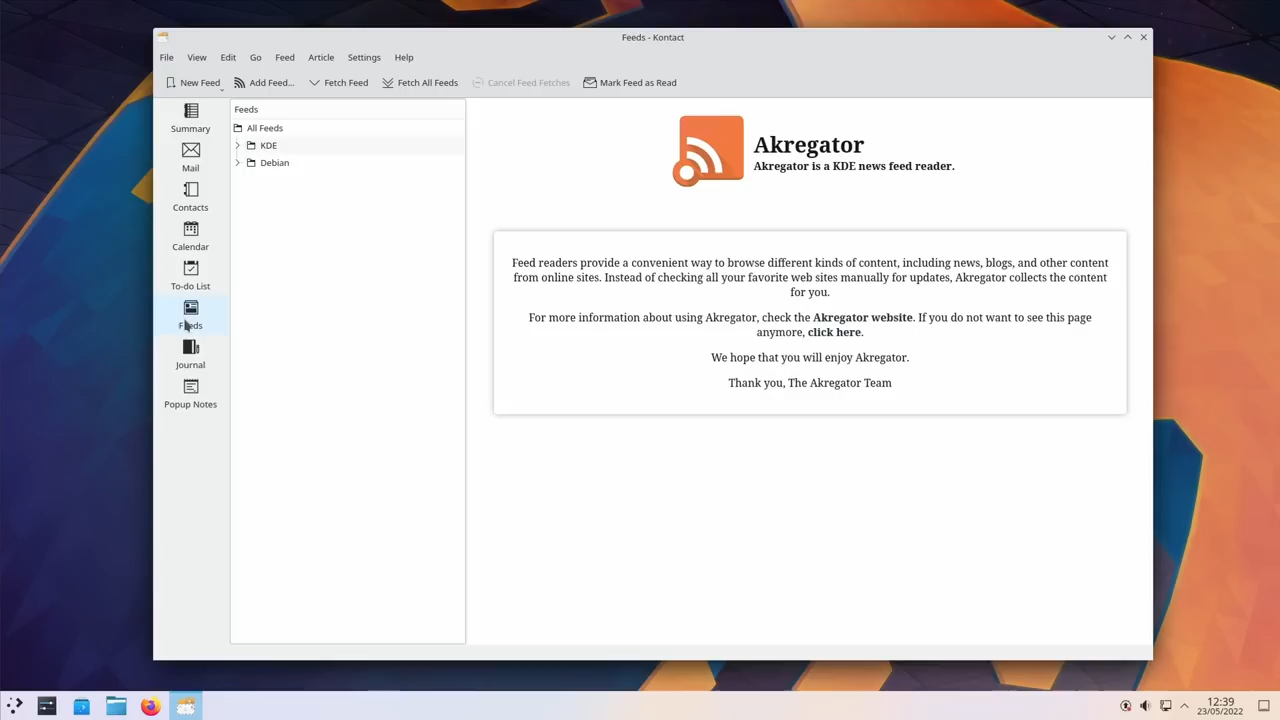 Feeds - Kontact
File View Edit Go Feed Article Settings Help
New Feed Add Feed... Fetch Feed Fetch All Feeds Cancel Feed Fetches Mark Feed as Read
Summary
Mail
Contacts
Calendar
To-do List
Feeds
Journal
Popup Notes
Feeds
All Feeds
KDE
Debian
Akregator
Akregator is a KDE news feed reader.
Feed readers provide a convenient way to browse different kinds of content, including news, blogs, and other content
from online sites. Instead of checking all your favorite web sites manually for updates, Akregator collects the content
for you.
For more information about using Akregator, check the Akregator website. If you do not want to see this page
anymore, click here.
We hope that you will enjoy Akregator.
Thank you, The Akregator Team
12:39
23/05/2022